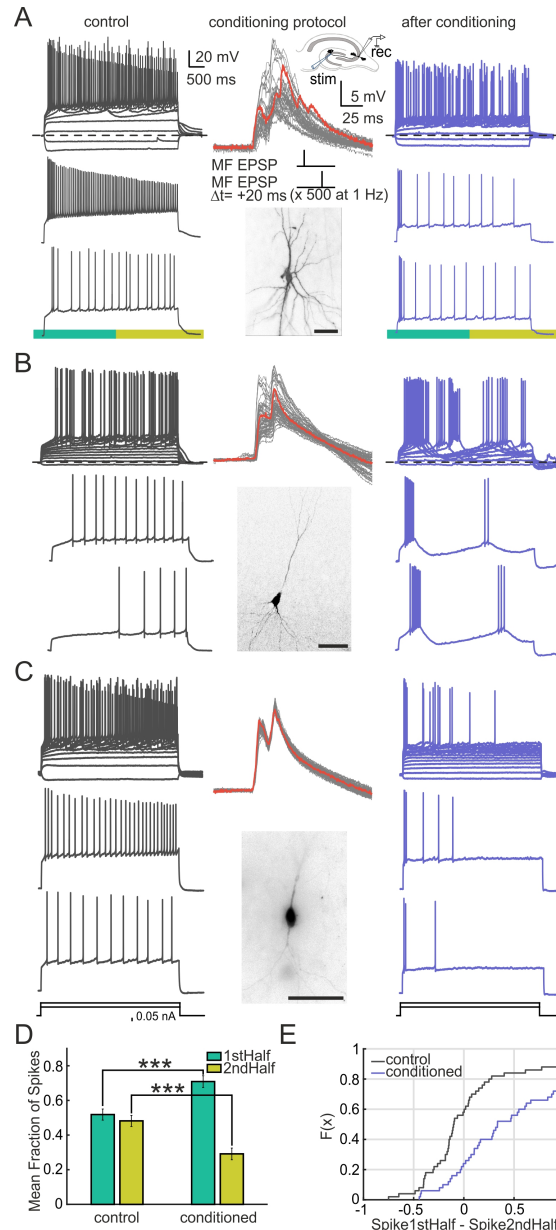 A
control
conditioning protocol
after conditioning
20 mV
500 ms
rec
stim
5 mV
25 ms
MF EPSP
MF EPSP
Δt= +20 ms (x 500 at 1 Hz)
B
C
0.05 nA
D
E
Mean Fraction of Spikes
0.8
0.6
0.4
0.2
0
***
***
1stHalf
2ndHalf
control
conditioned
control
conditioned
F(x)
1
0.8
0.6
0.4
0.2
0
-1
-0.5
0
0.5
Spike1stHalf - Spike2ndHalf